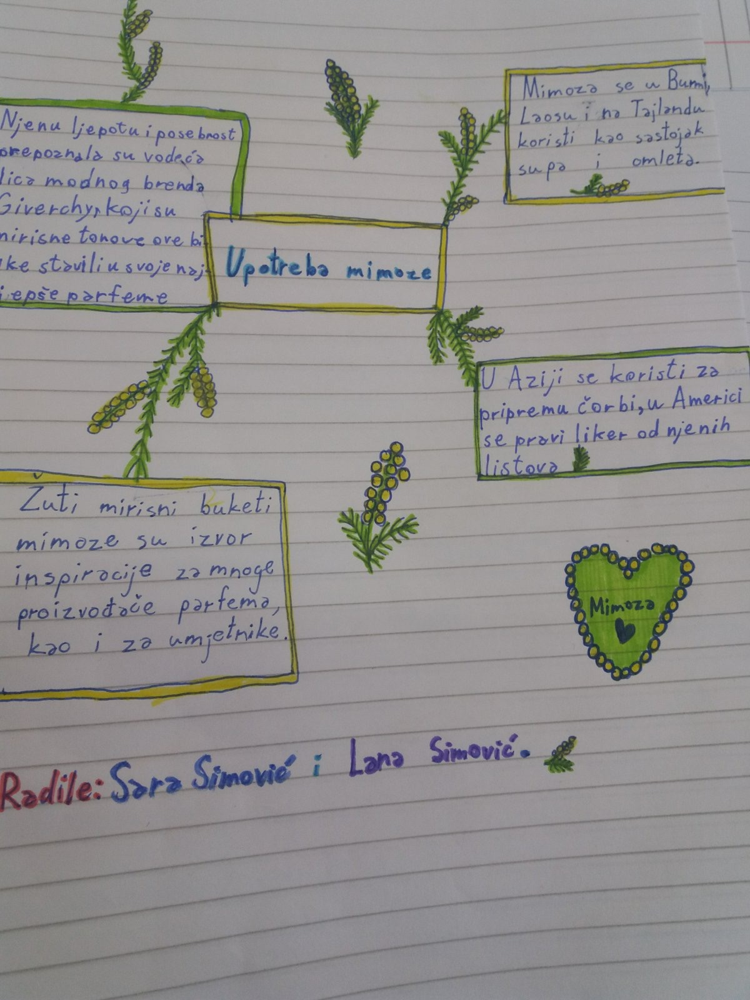 Njenu ljepotu i posebnost
prepoznala su vodeća
lica modnog brenda
Giverchy, koji su
mirisne tonove ove bi
jke stavili u svoje naj-
ljepše parfeme
Mimoza se u Burmi,
Laosu i na Tajlandu
koristi kao sastojak
supa i omleta.
Upotreba mimoze
U Aziji se koristi za
pripremu čorbi, u Americi
se pravi liker od njenih
listova
Žuti mirisni buketi
mimoze su izvor
inspiracije za mnoge
proizvođače parfema,
kao i za umjetnike.
Mimoza
Radile: Sara Simović i Lana Simović.